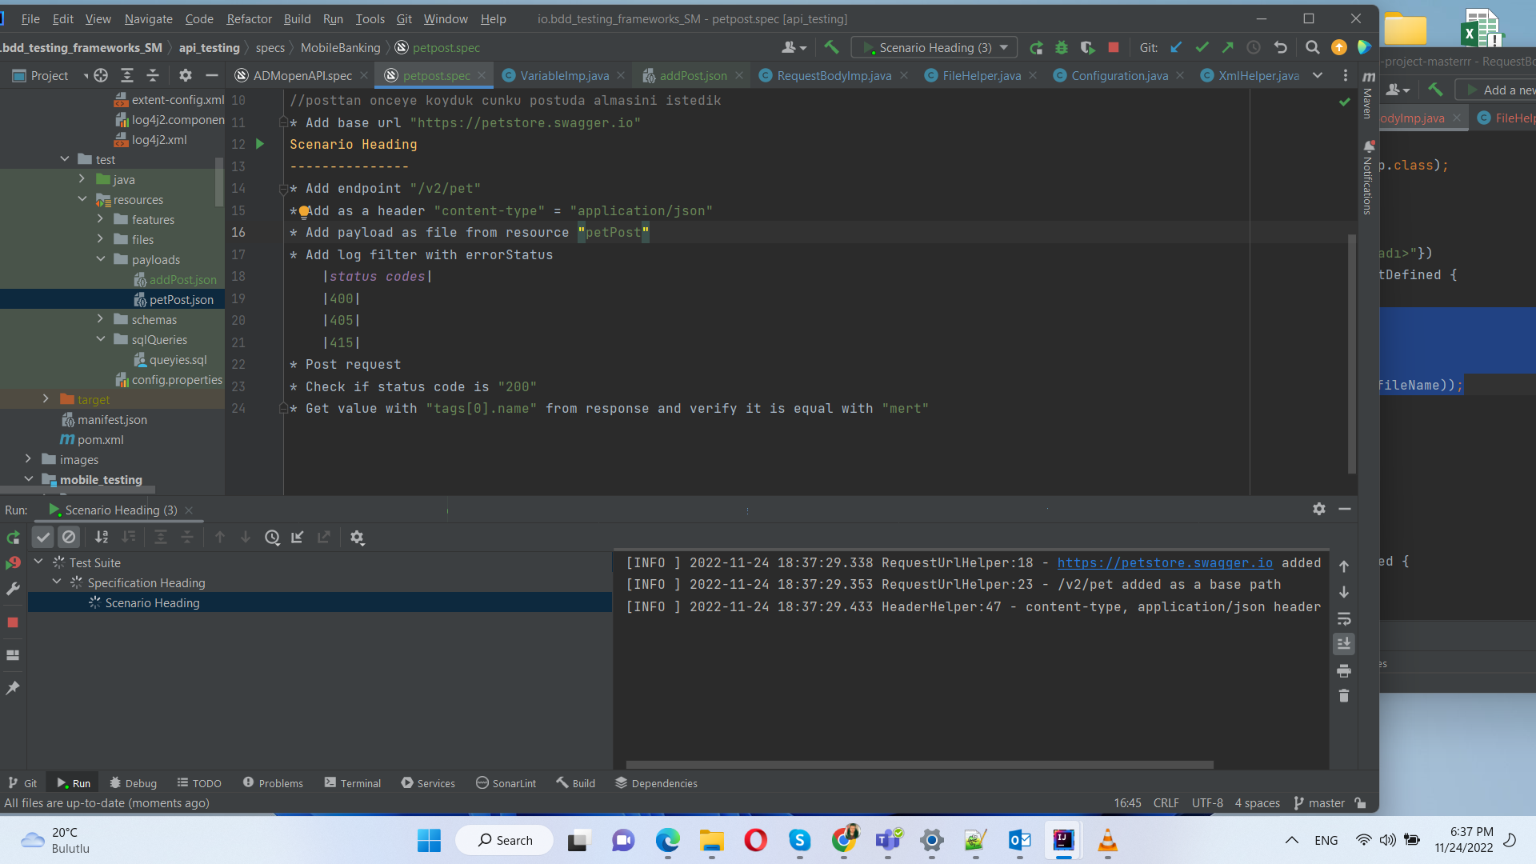 File Edit View Navigate Code Refactor Build Run Tools Git Window Help io.bdd_testing_frameworks_SM - petpost.spec [api_testing]
.bdd_testing_frameworks_SM api_testing specs MobileBanking petpost.spec Scenario Heading (3) Git:
Project ADMopenAPI.spec petpost.spec VariableImp.java addPost.json RequestBodyImp.java FileHelper.java Configuration.java XmlHelper.java
extent-config.xml
log4j2.componen
log4j2.xml
test
java
resources
features
files
payloads
addPost.json
petPost.json
schemas
sqlQueries
queyies.sql
config.properties
target
manifest.json
pom.xml
images
mobile_testing
10 //posttan onceye koyduk cunku postuda almasini istedik
11 * Add base url "https://petstore.swagger.io"
12 Scenario Heading
13 ---------------
14 * Add endpoint "/v2/pet"
15 * Add as a header "content-type" = "application/json"
16 * Add payload as file from resource "petPost"
17 * Add log filter with errorStatus
18 |status codes|
19 |400|
20 |405|
21 |415|
22 * Post request
23 * Check if status code is "200"
24 * Get value with "tags[0].name" from response and verify it is equal with "mert"
Maven
Notifications
-project-masterrr - RequestBo
Add a new
odyImp.java FileHelp
p.class);
adı>"})
tDefined {
fileName));
ed {
es
Run: Scenario Heading (3)
Test Suite
Specification Heading
Scenario Heading
[INFO ] 2022-11-24 18:37:29.338 RequestUrlHelper:18 - https://petstore.swagger.io added
[INFO ] 2022-11-24 18:37:29.353 RequestUrlHelper:23 - /v2/pet added as a base path
[INFO ] 2022-11-24 18:37:29.433 HeaderHelper:47 - content-type, application/json header
Git Run Debug TODO Problems Terminal Services SonarLint Build Dependencies
All files are up-to-date (moments ago) 16:45 CRLF UTF-8 4 spaces master
20°C
Bulutlu
Search
ENG
6:37 PM
11/24/2022